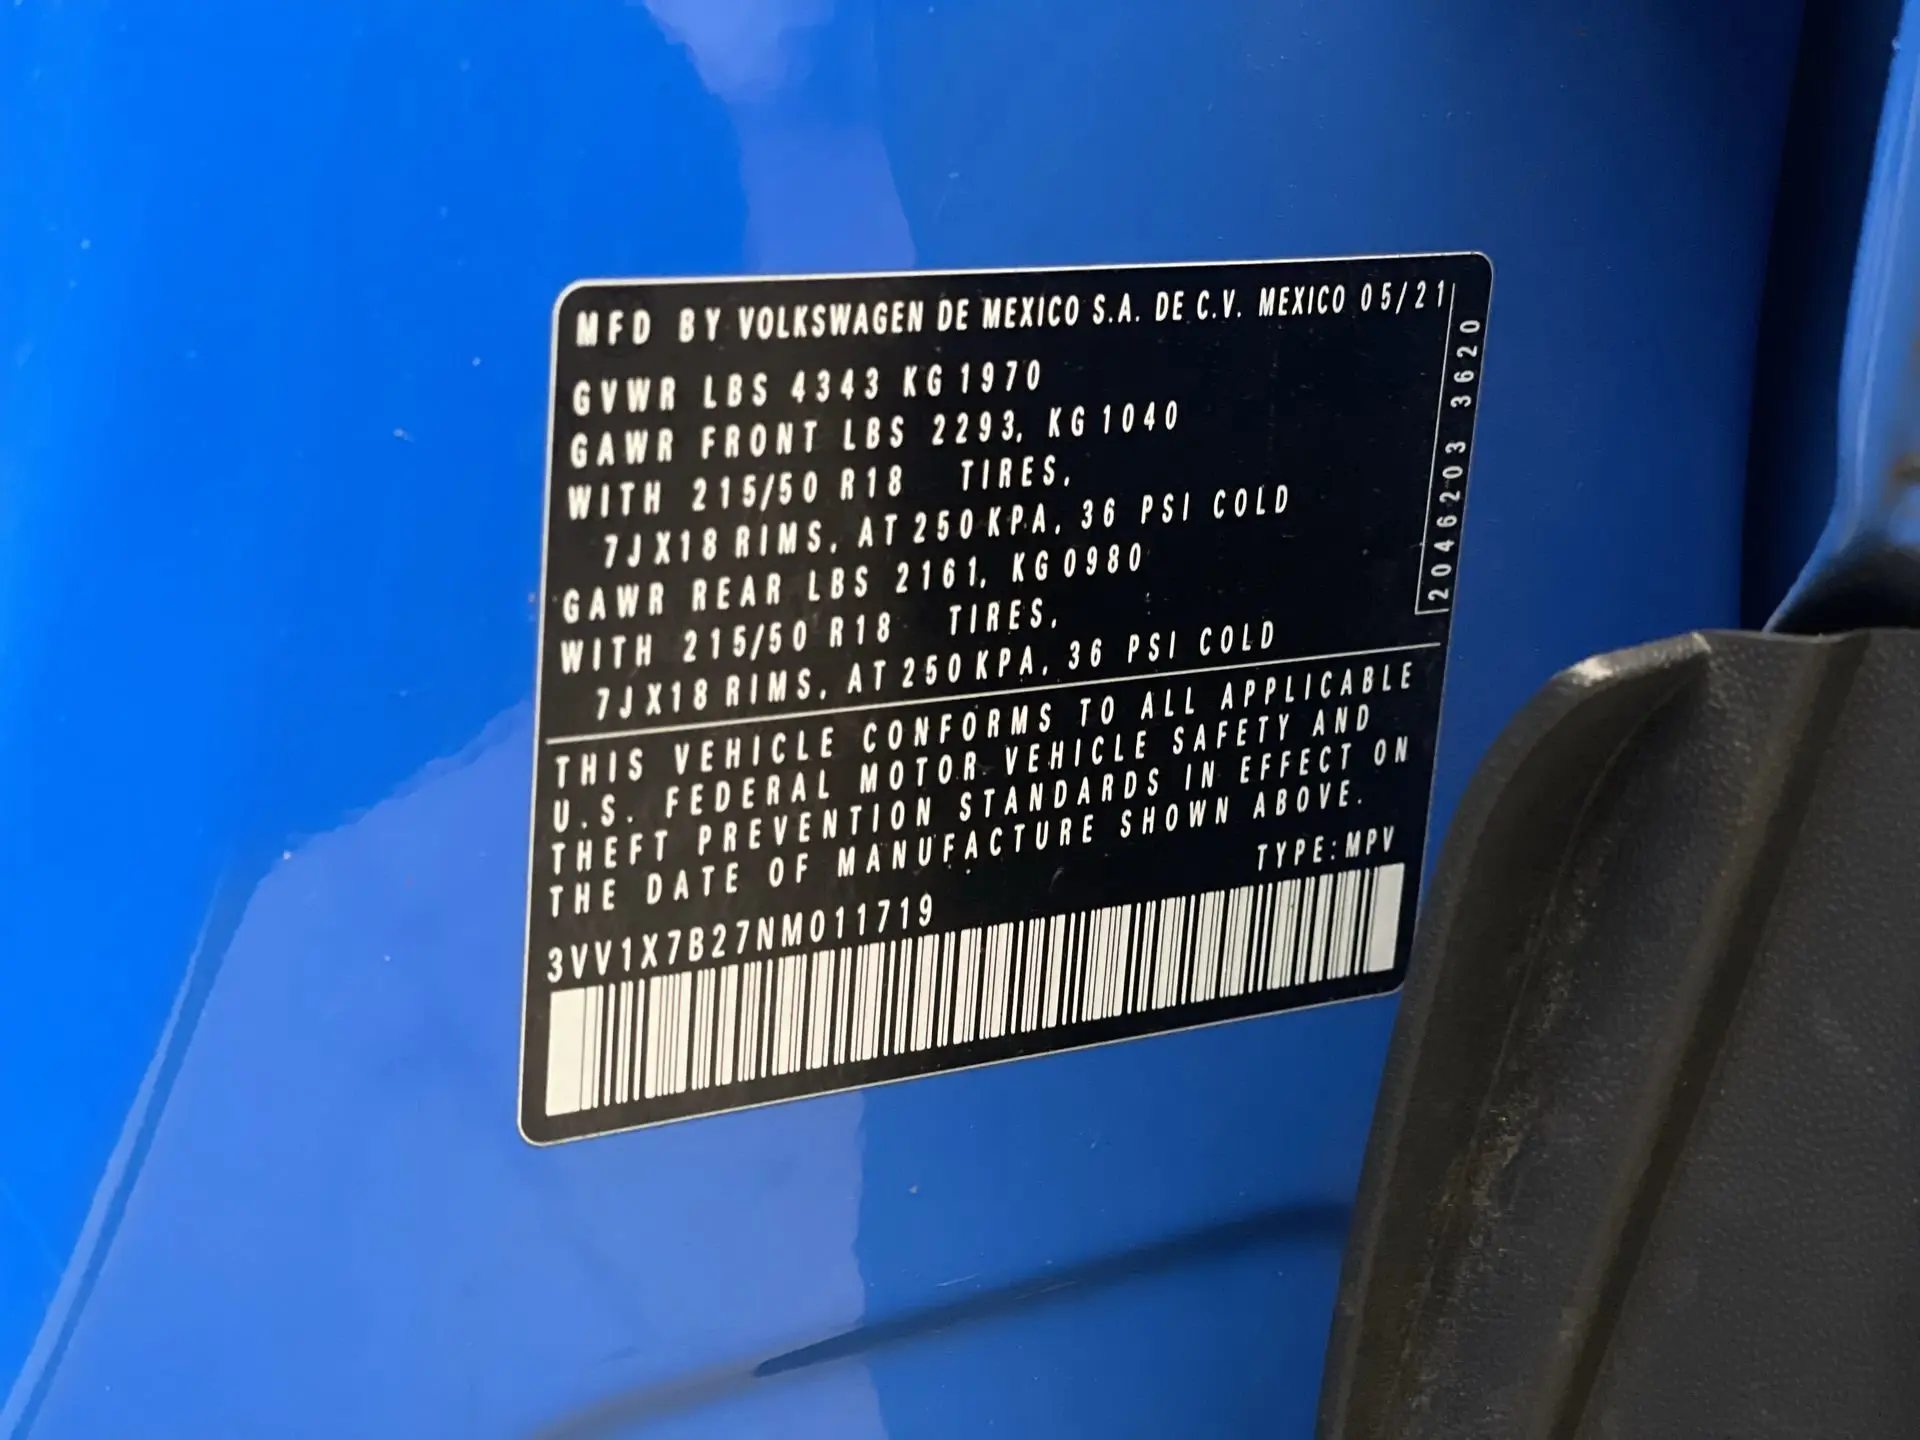 MFD BY VOLKSWAGEN DE MEXICO S.A. DE C.V. MEXICO 05/21
GVWR LBS 4343 KG 1970
GAWR FRONT LBS 2293, KG 1040
WITH 215/50 R18 TIRES,
7JX18 RIMS, AT 250 KPA, 36 PSI COLD
GAWR REAR LBS 2161, KG 0980
WITH 215/50 R18 TIRES,
7JX18 RIMS, AT 250 KPA, 36 PSI COLD
2046203 3620
THIS VEHICLE CONFORMS TO ALL APPLICABLE
U.S. FEDERAL MOTOR VEHICLE SAFETY AND
THEFT PREVENTION STANDARDS IN EFFECT ON
THE DATE OF MANUFACTURE SHOWN ABOVE.
TYPE:MPV
3VV1X7B27NM011719